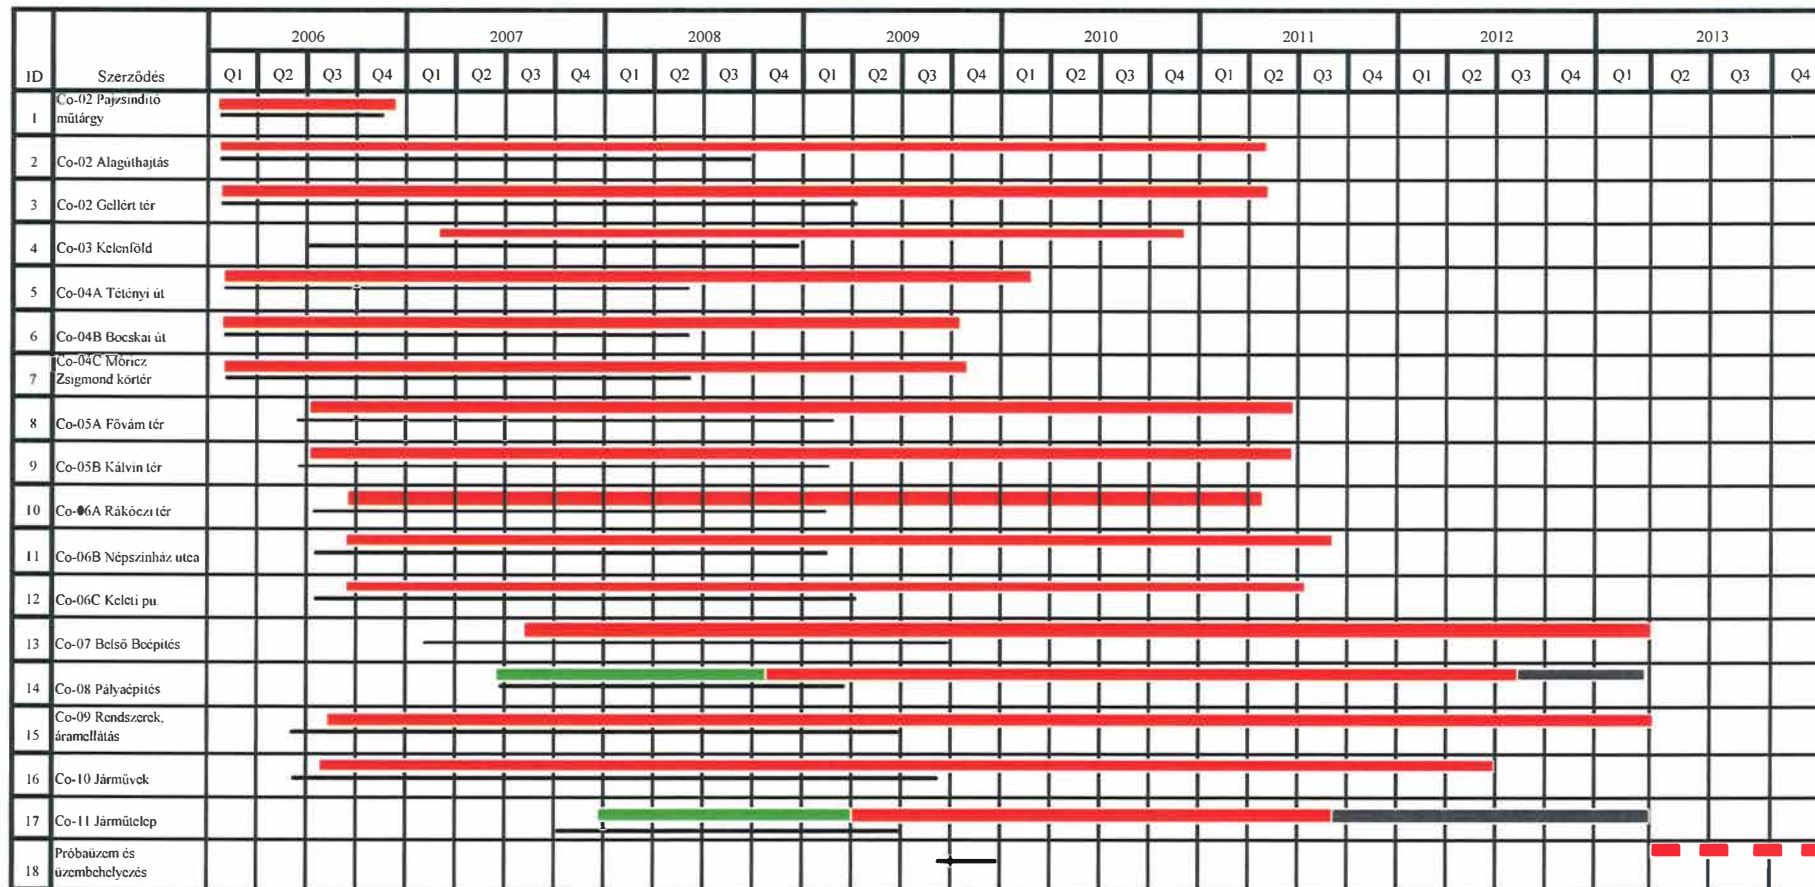 2006 2007 2008 2009 2010 2011 2012 2013
ID Szerződés Q1 Q2 Q3 Q4 Q1 Q2 Q3 Q4 Q1 Q2 Q3 Q4 Q1 Q2 Q3 Q4 Q1 Q2 Q3 Q4 Q1 Q2 Q3 Q4 Q1 Q2 Q3 Q4 Q1 Q2 Q3 Q4
Co-02 Pajzsindító
1 műtárgy
2 Co-02 Alagúthajtás
3 Co-02 Gellért tér
4 Co-03 Kelenföld
5 Co-04A Tétényi út
6 Co-04B Bocskai út
Co-04C Móricz
7 Zsigmond körtér
8 Co-05A Fővám tér
9 Co-05B Kálvin tér
10 Co-06A Rákóczi tér
11 Co-06B Népszínház utca
12 Co-06C Keleti pu.
13 Co-07 Belső Beépítés
14 Co-08 Pályaépítés
Co-09 Rendszerek,
15 áramellátás
16 Co-10 Járművek
17 Co-11 Járműtelep
Próbaüzem és
18 üzembehelyezés